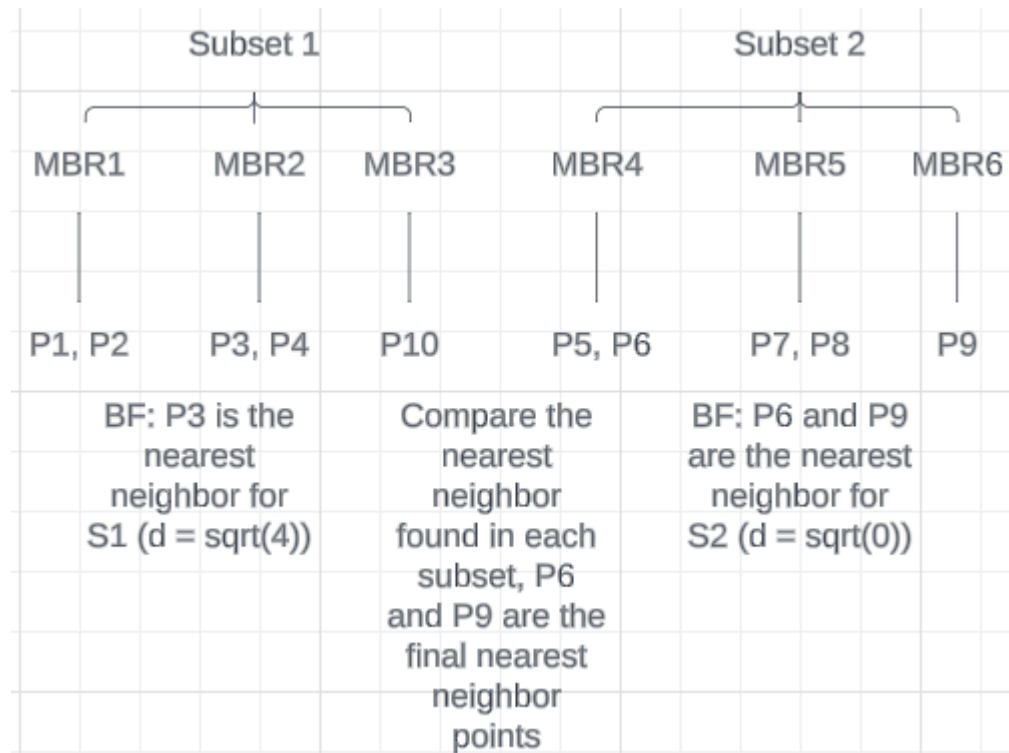 Subset 1
Subset 2
MBR1
MBR2
MBR3
MBR4
MBR5
MBR6
P1, P2
P3, P4
P10
P5, P6
P7, P8
P9
BF: P3 is the
nearest
neighbor for
S1 (d = sqrt(4))
Compare the
nearest
neighbor
found in each
subset, P6
and P9 are the
final nearest
neighbor
points
BF: P6 and P9
are the nearest
neighbor for
S2 (d = sqrt(0))